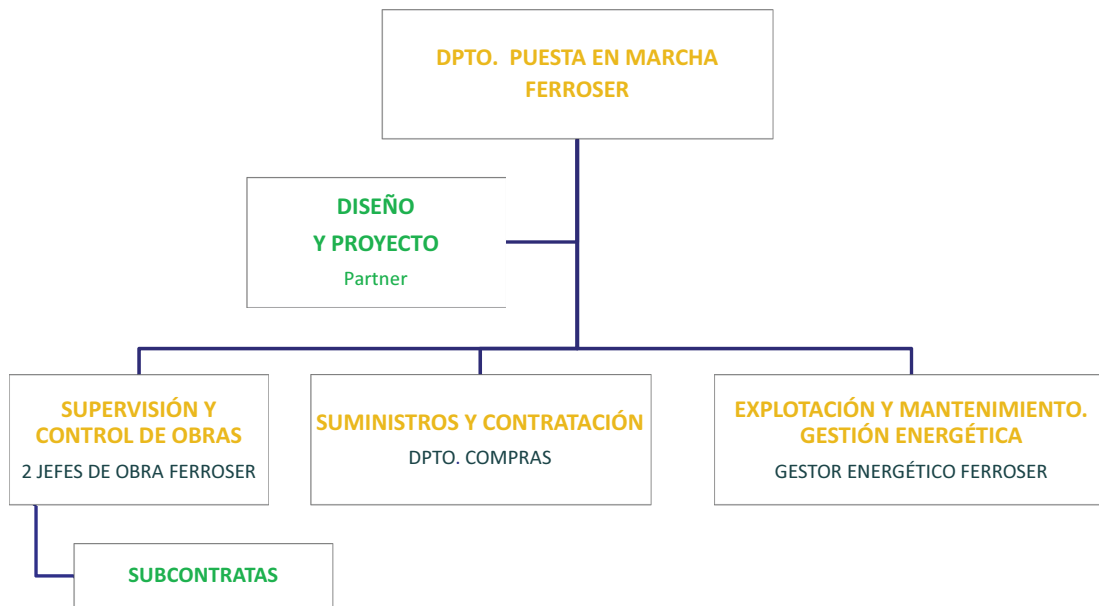 DPTO.  PUESTA EN MARCHA
FERROSER
DISEÑO
Y PROYECTO
Partner
SUPERVISIÓN Y
CONTROL DE OBRAS
2 JEFES DE OBRA FERROSER
SUMINISTROS Y CONTRATACIÓN
DPTO. COMPRAS
EXPLOTACIÓN Y MANTENIMIENTO.
GESTIÓN ENERGÉTICA
GESTOR ENERGÉTICO FERROSER
SUBCONTRATAS